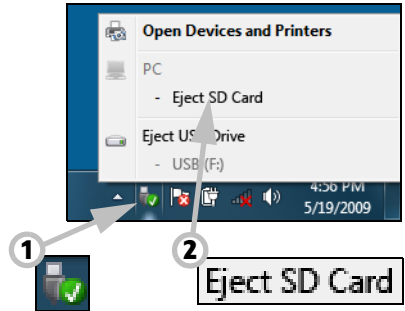 Open Devices and Printers
PC
- Eject SD Card
Eject USB Drive
- USB (F:)
4:56 PM
5/19/2009
1
2
Eject SD Card